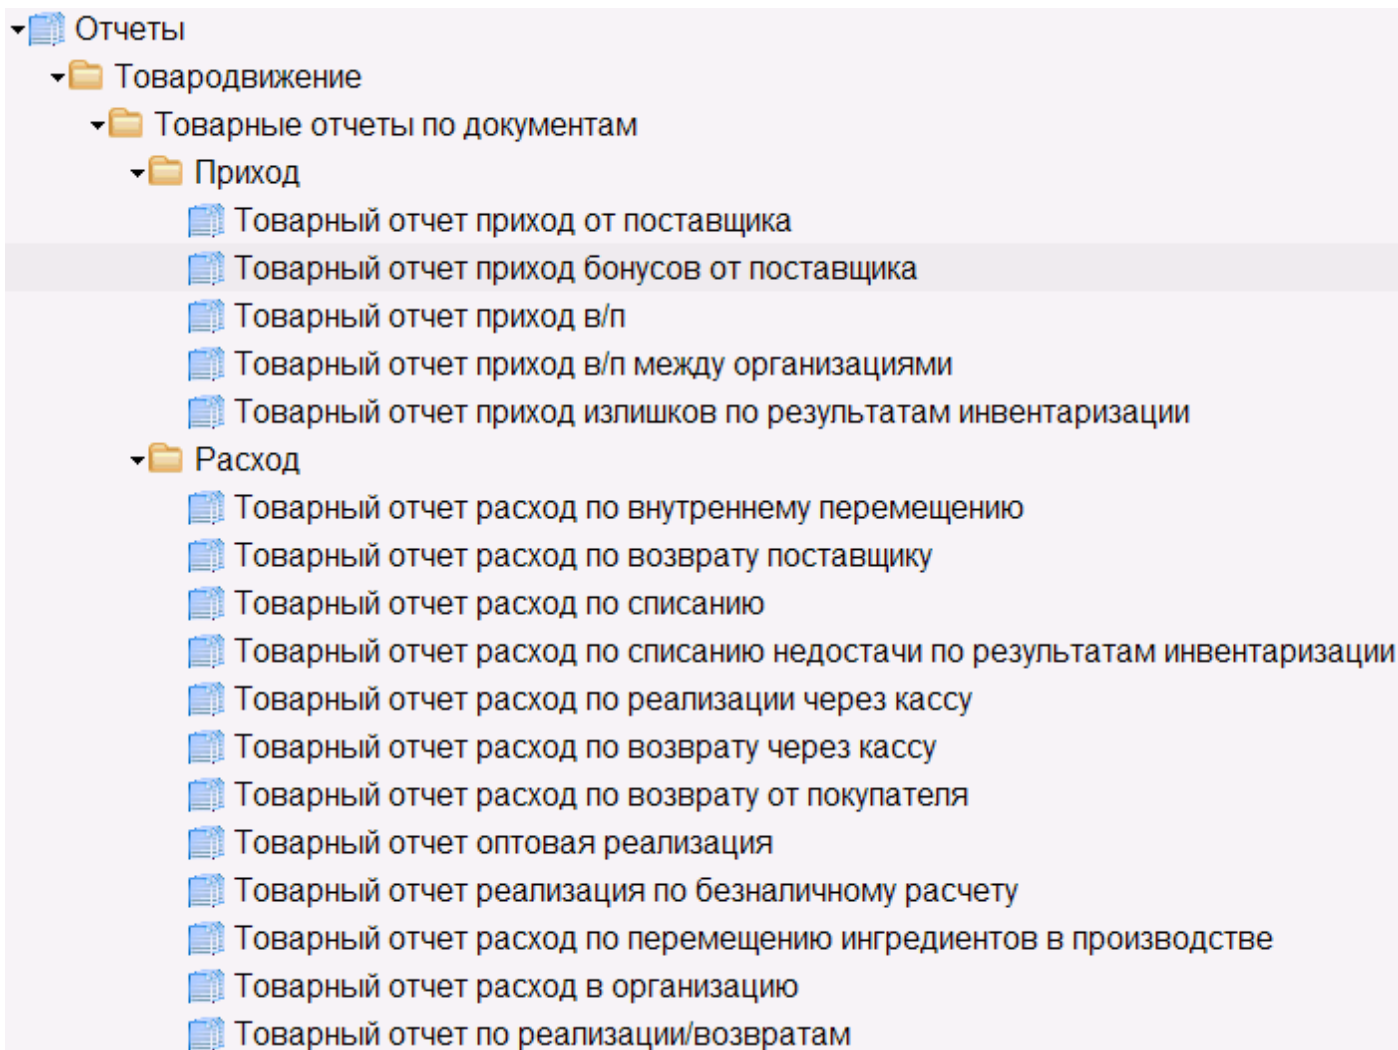 Отчеты
Товародвижение
Товарные отчеты по документам
Приход
Товарный отчет приход от поставщика
Товарный отчет приход бонусов от поставщика
Товарный отчет приход в/п
Товарный отчет приход в/п между организациями
Товарный отчет приход излишков по результатам инвентаризации
Расход
Товарный отчет расход по внутреннему перемещению
Товарный отчет расход по возврату поставщику
Товарный отчет расход по списанию
Товарный отчет расход по списанию недостачи по результатам инвентаризации
Товарный отчет расход по реализации через кассу
Товарный отчет расход по возврату через кассу
Товарный отчет расход по возврату от покупателя
Товарный отчет оптовая реализация
Товарный отчет реализация по безналичному расчету
Товарный отчет расход по перемещению ингредиентов в производстве
Товарный отчет расход в организацию
Товарный отчет по реализации/возвратам